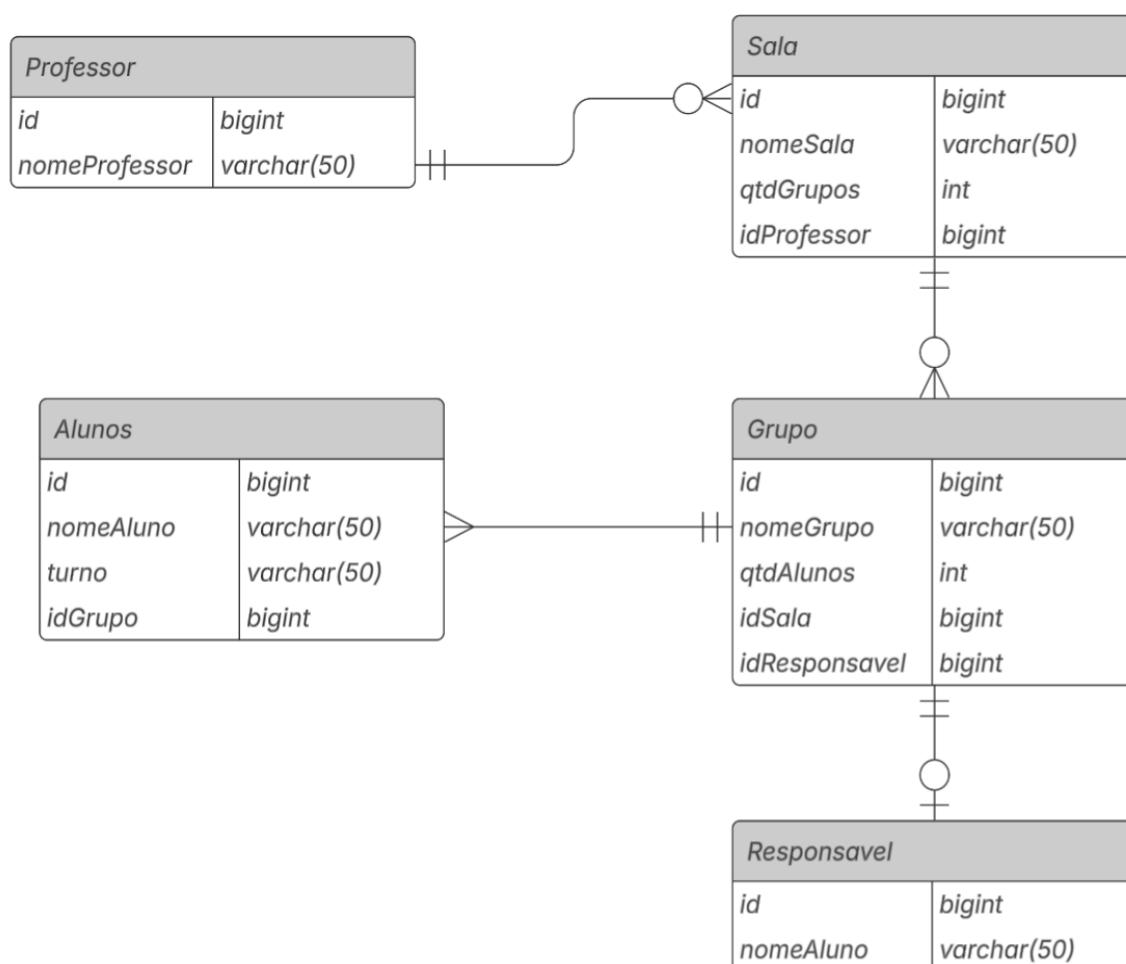 Professor
id bigint
nomeProfessor varchar(50)
Sala
id bigint
nomeSala varchar(50)
qtdGrupos int
idProfessor bigint
Alunos
id bigint
nomeAluno varchar(50)
turno varchar(50)
idGrupo bigint
Grupo
id bigint
nomeGrupo varchar(50)
qtdAlunos int
idSala bigint
idResponsavel bigint
Responsavel
id bigint
nomeAluno varchar(50)